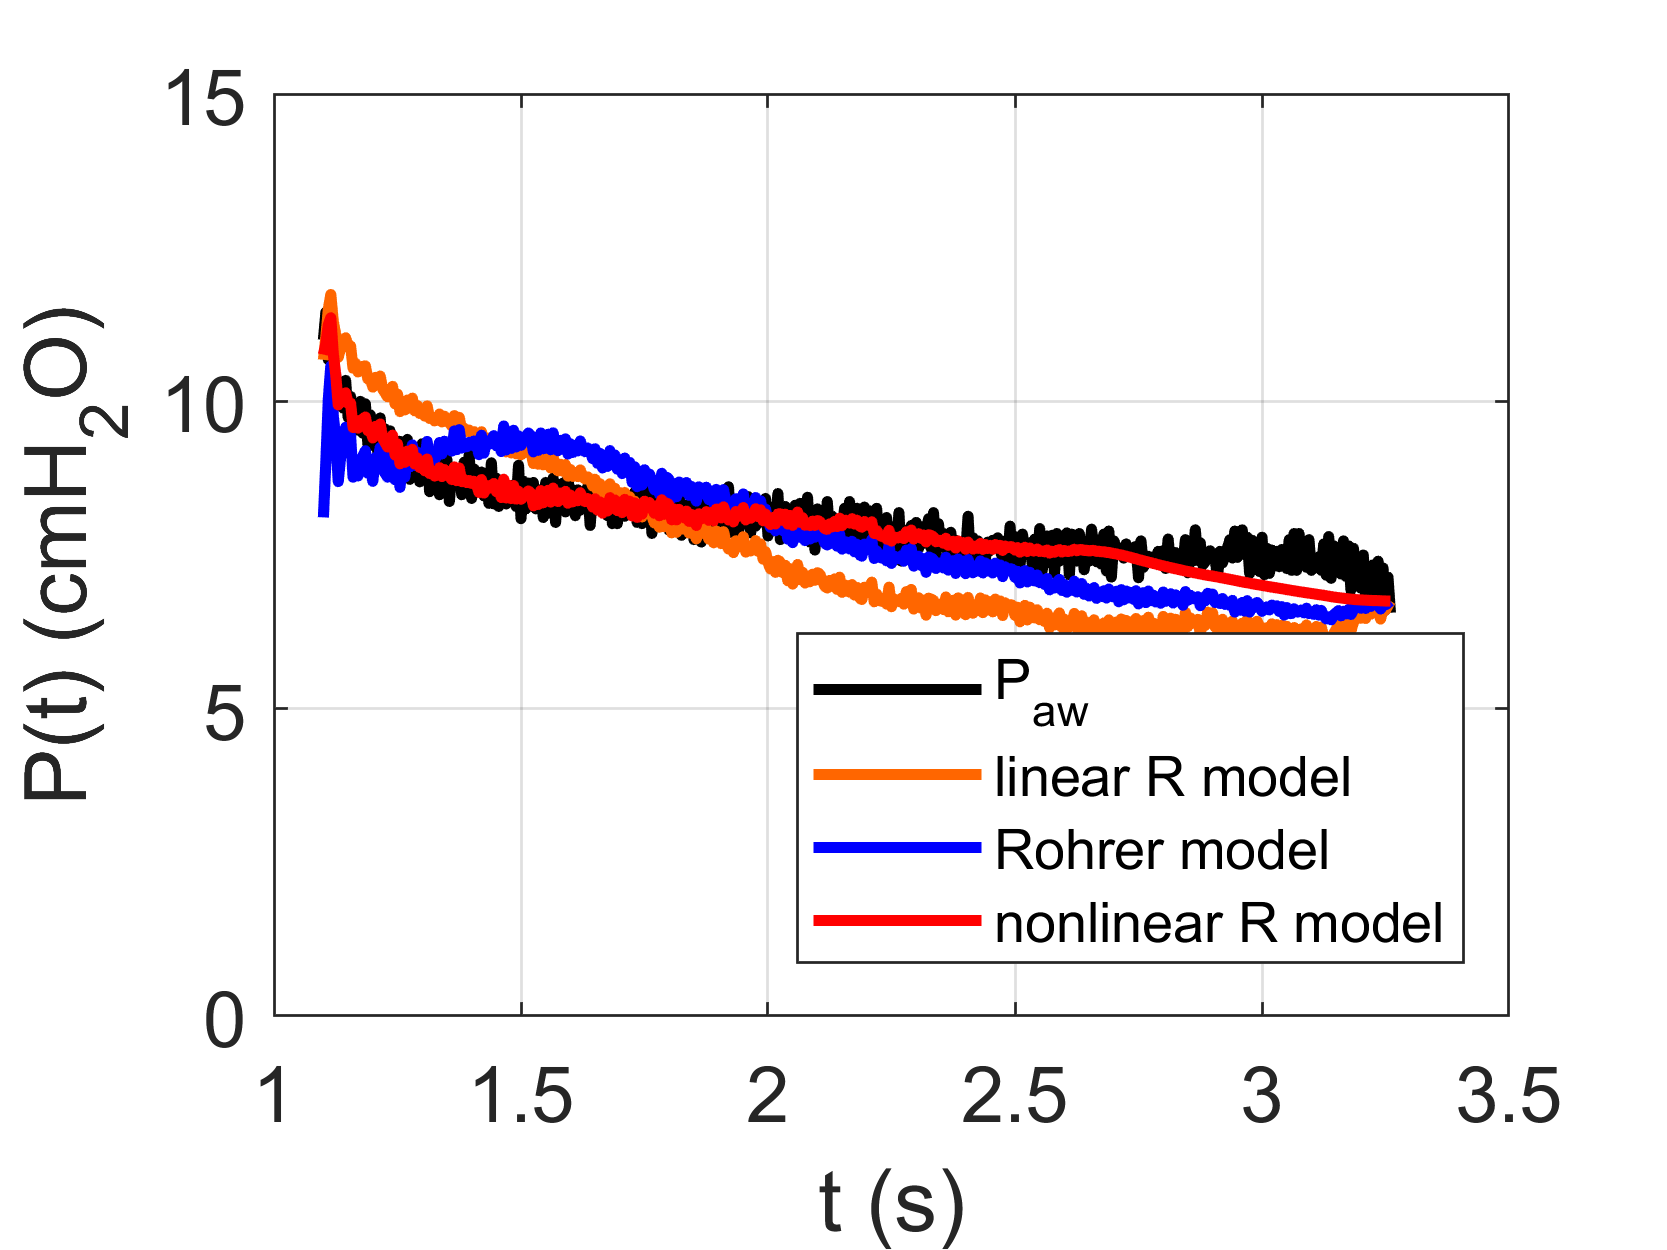 15
10
5
0
P(t) (cmH2O)
1 1.5 2 2.5 3 3.5
t (s)
Paw
linear R model
Rohrer model
nonlinear R model